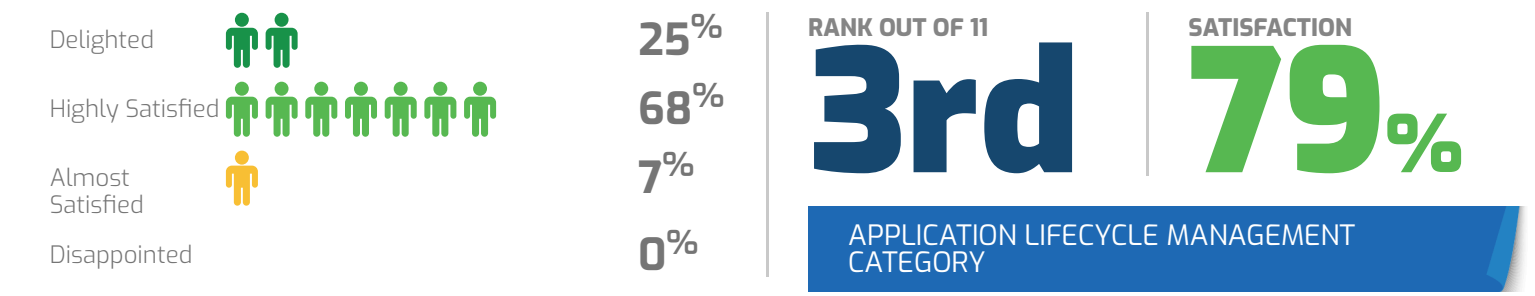 Delighted
25%
Highly Satisfied
68%
Almost
Satisfied
7%
Disappointed
0%
RANK OUT OF 11
3rd
SATISFACTION
79%
APPLICATION LIFECYCLE MANAGEMENT
CATEGORY